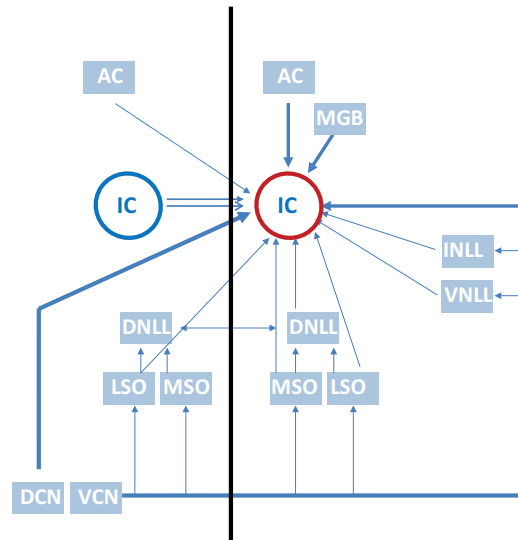 AC
AC
MGB
IC
IC
INLL
VNLL
DNLL
DNLL
LSO
MSO
MSO
LSO
DCN
VCN